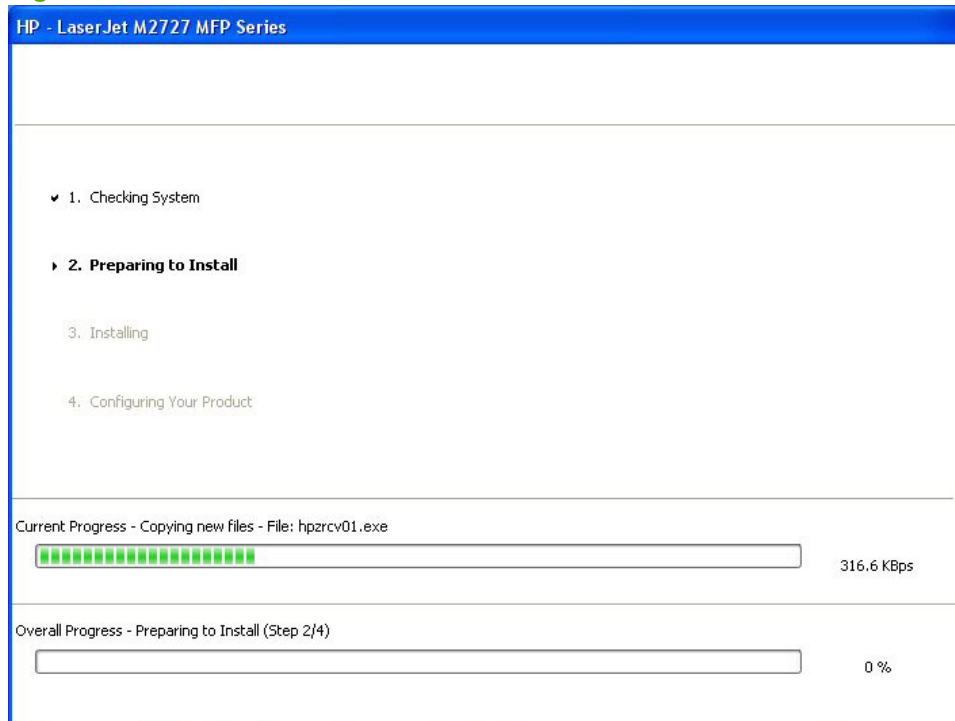 HP - LaserJet M2727 MFP Series
1. Checking System
2. Preparing to Install
3. Installing
4. Configuring Your Product
Current Progress - Copying new files - File: hpzrcv01.exe
316.6 KBps
Overall Progress - Preparing to Install (Step 2/4)
0 %